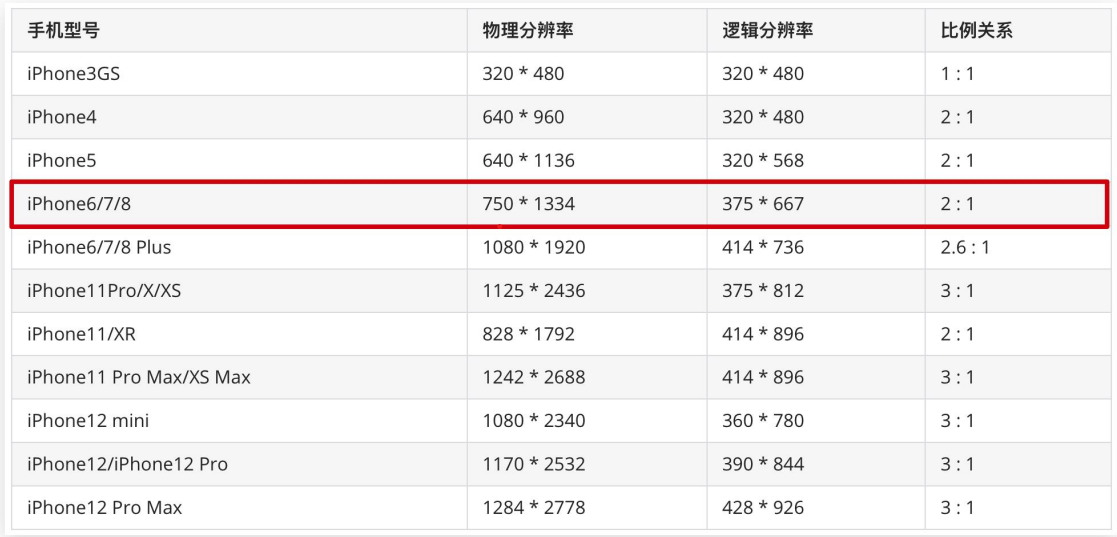 手机型号 物理分辨率 逻辑分辨率 比例关系
iPhone3GS 320 * 480 320 * 480 1 : 1
iPhone4 640 * 960 320 * 480 2 : 1
iPhone5 640 * 1136 320 * 568 2 : 1
iPhone6/7/8 750 * 1334 375 * 667 2 : 1
iPhone6/7/8 Plus 1080 * 1920 414 * 736 2.6 : 1
iPhone11Pro/X/XS 1125 * 2436 375 * 812 3 : 1
iPhone11/XR 828 * 1792 414 * 896 2 : 1
iPhone11 Pro Max/XS Max 1242 * 2688 414 * 896 3 : 1
iPhone12 mini 1080 * 2340 360 * 780 3 : 1
iPhone12/iPhone12 Pro 1170 * 2532 390 * 844 3 : 1
iPhone12 Pro Max 1284 * 2778 428 * 926 3 : 1